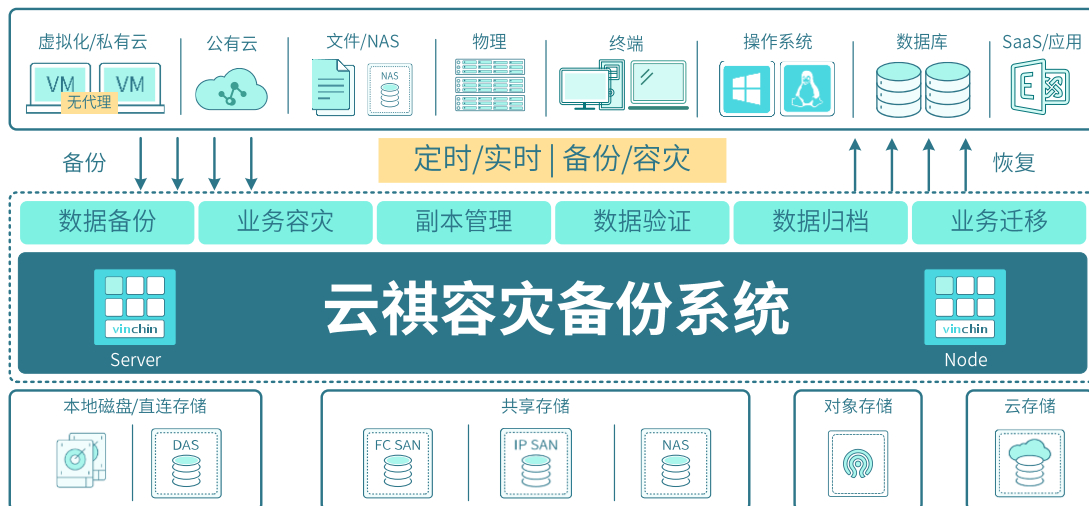 虚拟化/私有云
公有云
文件/NAS
物理
终端
操作系统
数据库
SaaS/应用
VM
VM
无代理
NAS
E
备份
定时/实时 | 备份/容灾
恢复
数据备份
业务容灾
副本管理
数据验证
数据归档
业务迁移
vinchin
Server
云祺容灾备份系统
vinchin
Node
本地磁盘/直连存储
共享存储
对象存储
云存储
DAS
FC SAN
IP SAN
NAS